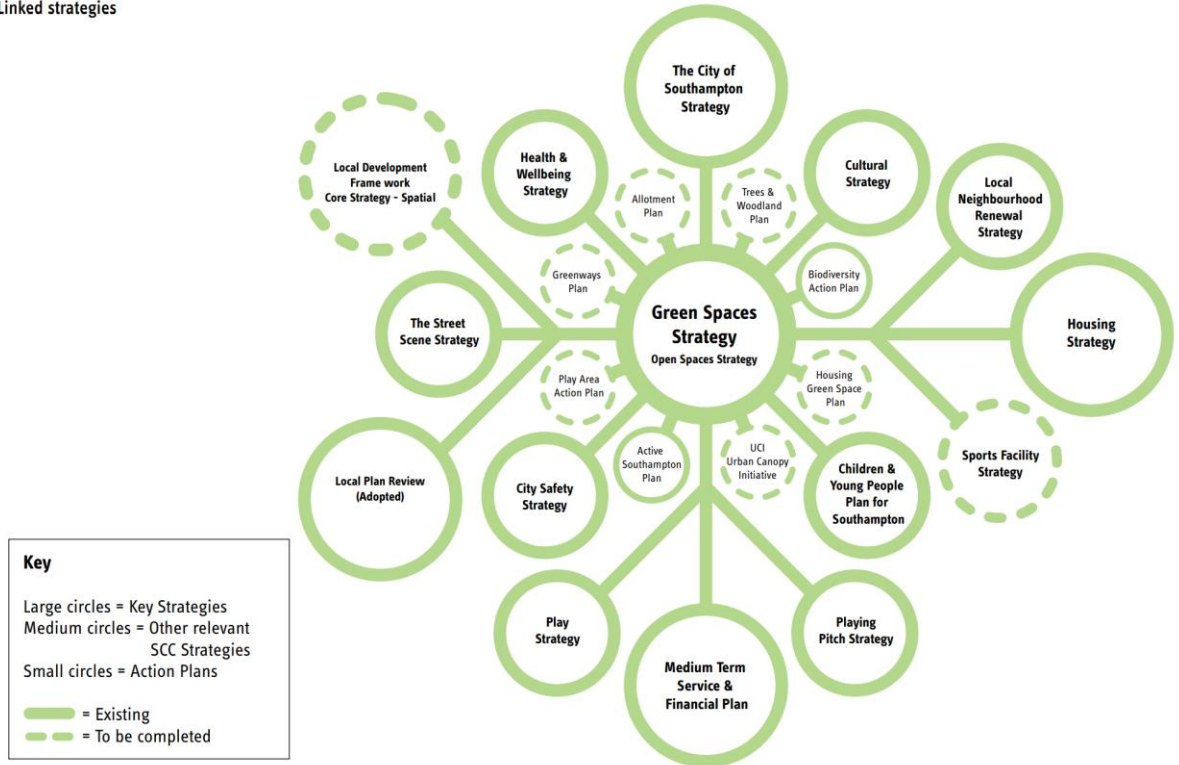 Linked strategies
The City of
Southampton
Strategy
Local Development
Frame work
Core Strategy - Spatial
Health &
Wellbeing
Strategy
Allotment
Plan
Trees &
Woodland
Plan
Cultural
Strategy
Local
Neighbourhood
Renewal
Strategy
Greenways
Plan
Biodiversity
Action Plan
The Street
Scene Strategy
Green Spaces
Strategy
Open Spaces Strategy
Housing
Strategy
Play Area
Action Plan
Housing
Green Space
Plan
Local Plan Review
(Adopted)
City Safety
Strategy
Active
Southampton
Plan
UCI
Urban Canopy
Initiative
Children &
Young People
Plan for
Southampton
Sports Facility
Strategy
Play
Strategy
Medium Term
Service &
Financial Plan
Playing
Pitch Strategy
Key
Large circles = Key Strategies
Medium circles = Other relevant
SCC Strategies
Small circles = Action Plans
= Existing
= To be completed